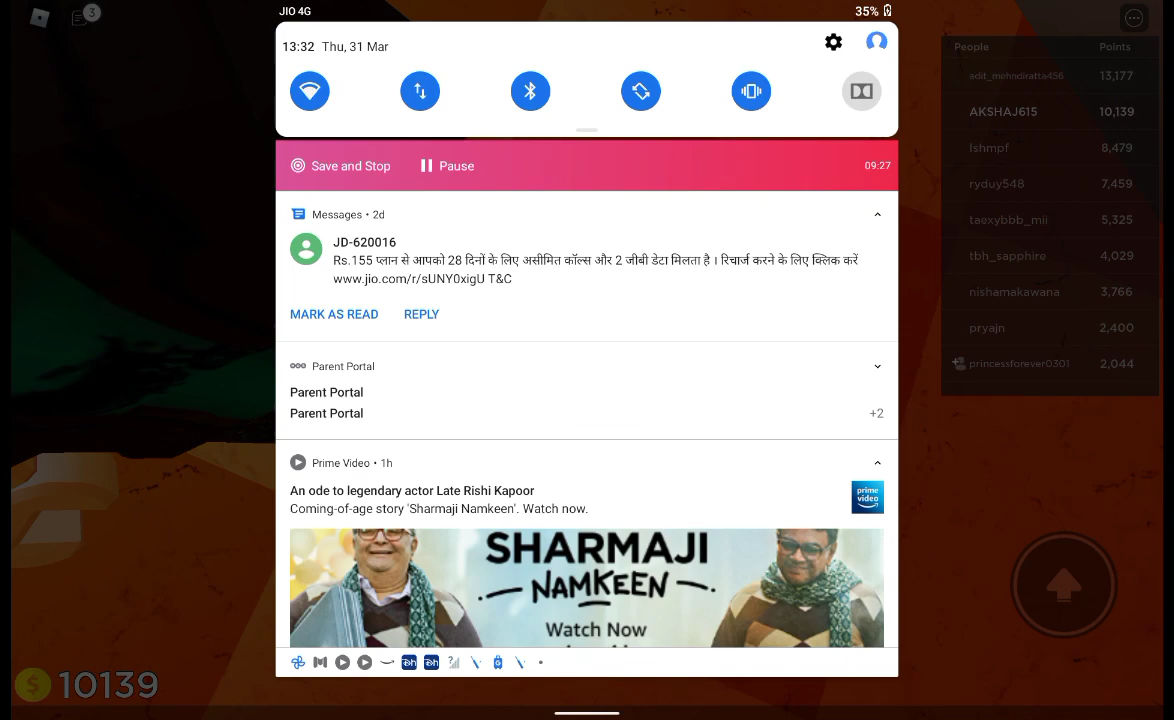 JIO 4G
35%
3
13:32 Thu, 31 Mar
Save and Stop
Pause
09:27
Messages • 2d
JD-620016
Rs.155 प्लान से आपको 28 दिनों के लिए असीमित कॉल्स और 2 जीबी डेटा मिलता है । रिचार्ज करने के लिए क्लिक करें
www.jio.com/r/sUNY0xigU T&C
MARK AS READ
REPLY
Parent Portal
Parent Portal
Parent Portal
+2
Prime Video • 1h
An ode to legendary actor Late Rishi Kapoor
Coming-of-age story 'Sharmaji Namkeen'. Watch now.
prime
video
SHARMAJI
NAMKEEN
Watch Now
People Points
adit_mehndiratta456 13,177
AKSHAJ615 10,139
lshmpf 8,479
ryduy548 7,459
taexybbb_mii 5,325
tbh_sapphire 4,029
nishamakawana 3,766
pryajn 2,400
princessforever0301 2,044
$ 10139